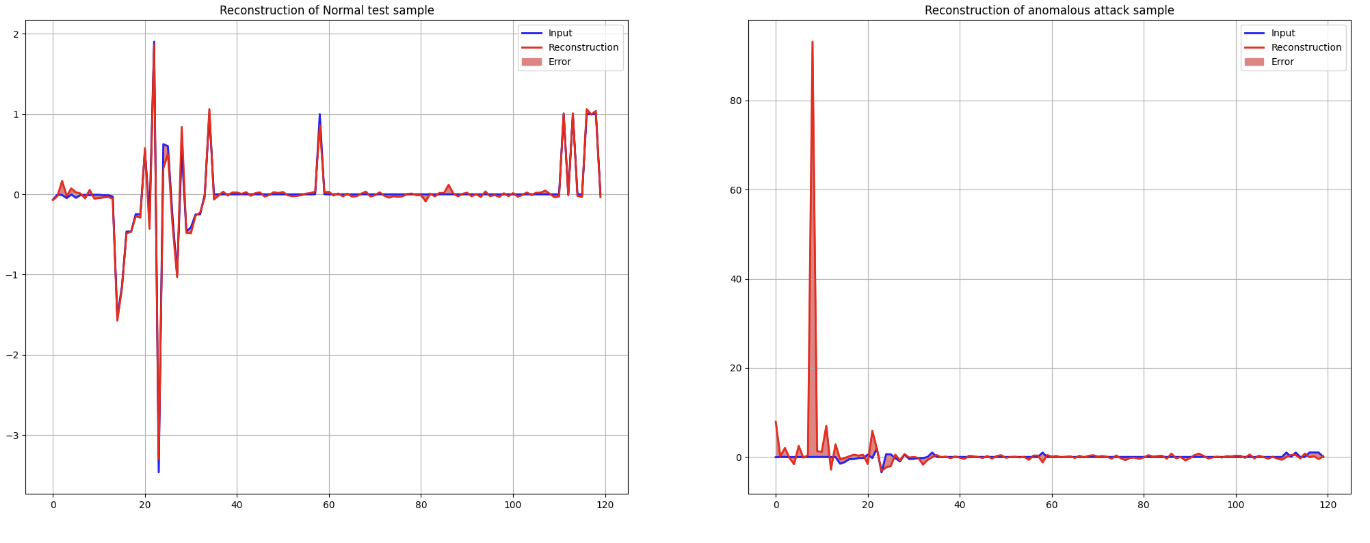 Reconstruction of Normal test sample
Input
Reconstruction
Error
2
1
0
−1
−2
−3
0 20 40 60 80 100 120
Reconstruction of anomalous attack sample
Input
Reconstruction
Error
80
60
40
20
0
0 20 40 60 80 100 120